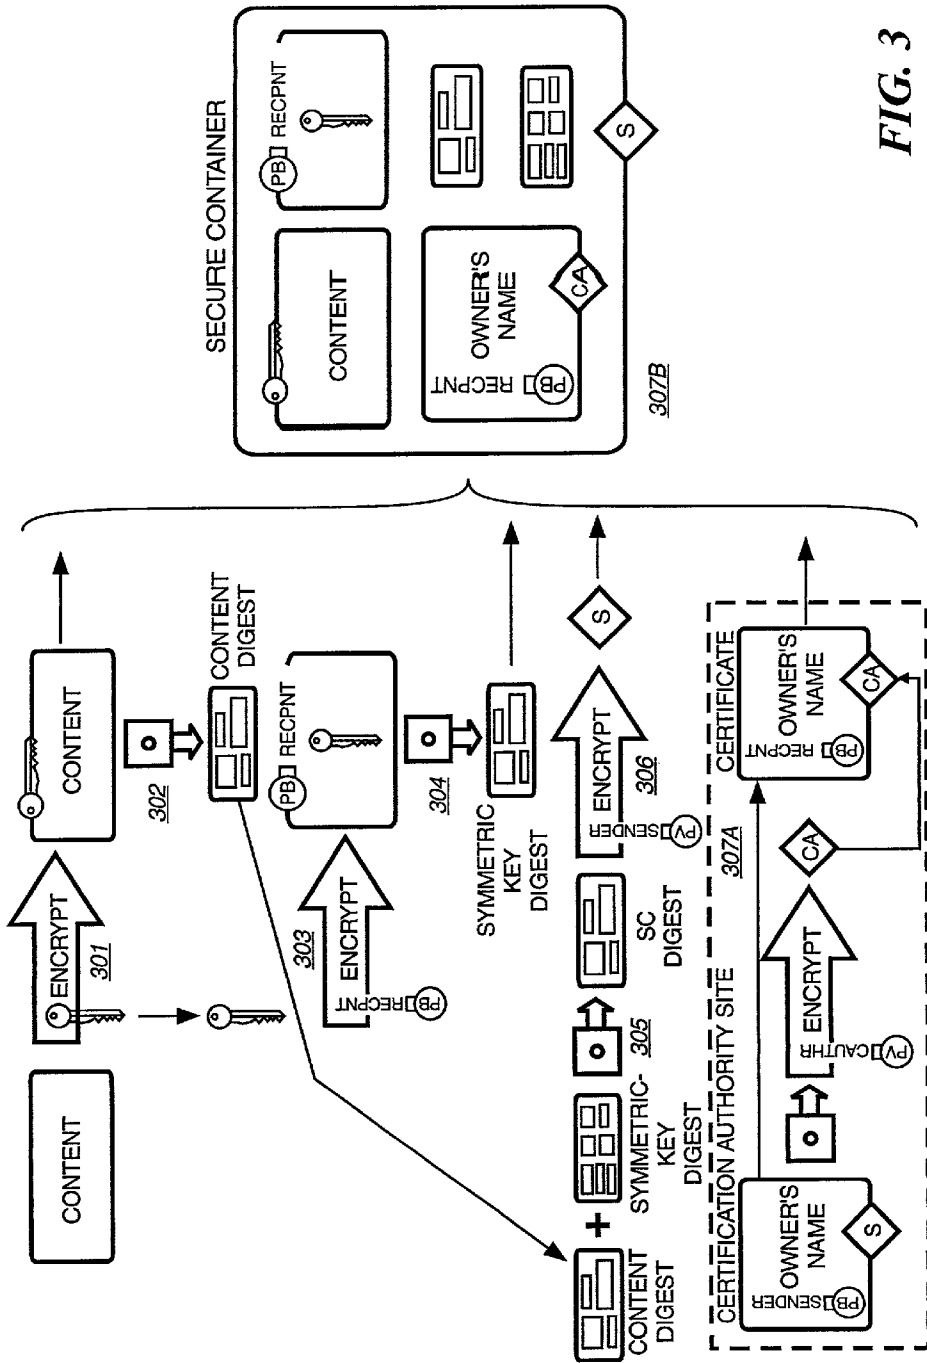 CONTENT
ENCRYPT
301
CONTENT
302
CONTENT
DIGEST
303
ENCRYPT
PB RECPNT
PB RECPNT
304
SYMMETRIC
KEY
DIGEST
CONTENT
DIGEST
+
SYMMETRIC-
KEY
DIGEST
305
SC
DIGEST
ENCRYPT
306
PV SENDER
S
CERTIFICATION AUTHORITY SITE
PB SENDER
OWNER'S
NAME
S
ENCRYPT
PV CAUTHR
CA
307A
CERTIFICATE
PB RECPNT
OWNER'S
NAME
CA
SECURE CONTAINER
CONTENT
PB RECPNT
PB RECPNT
OWNER'S
NAME
CA
S
307B
FIG. 3